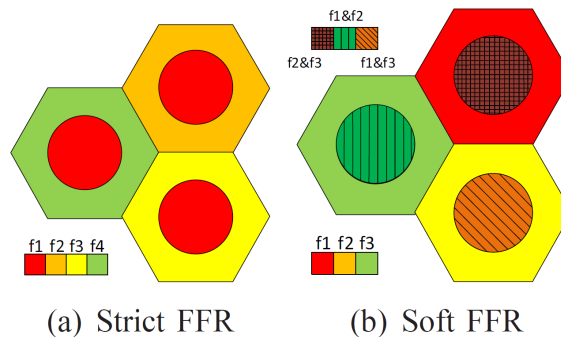 f1&f2
f2&f3 f1&f3
f1 f2 f3 f4
f1 f2 f3
(a) Strict FFR
(b) Soft FFR